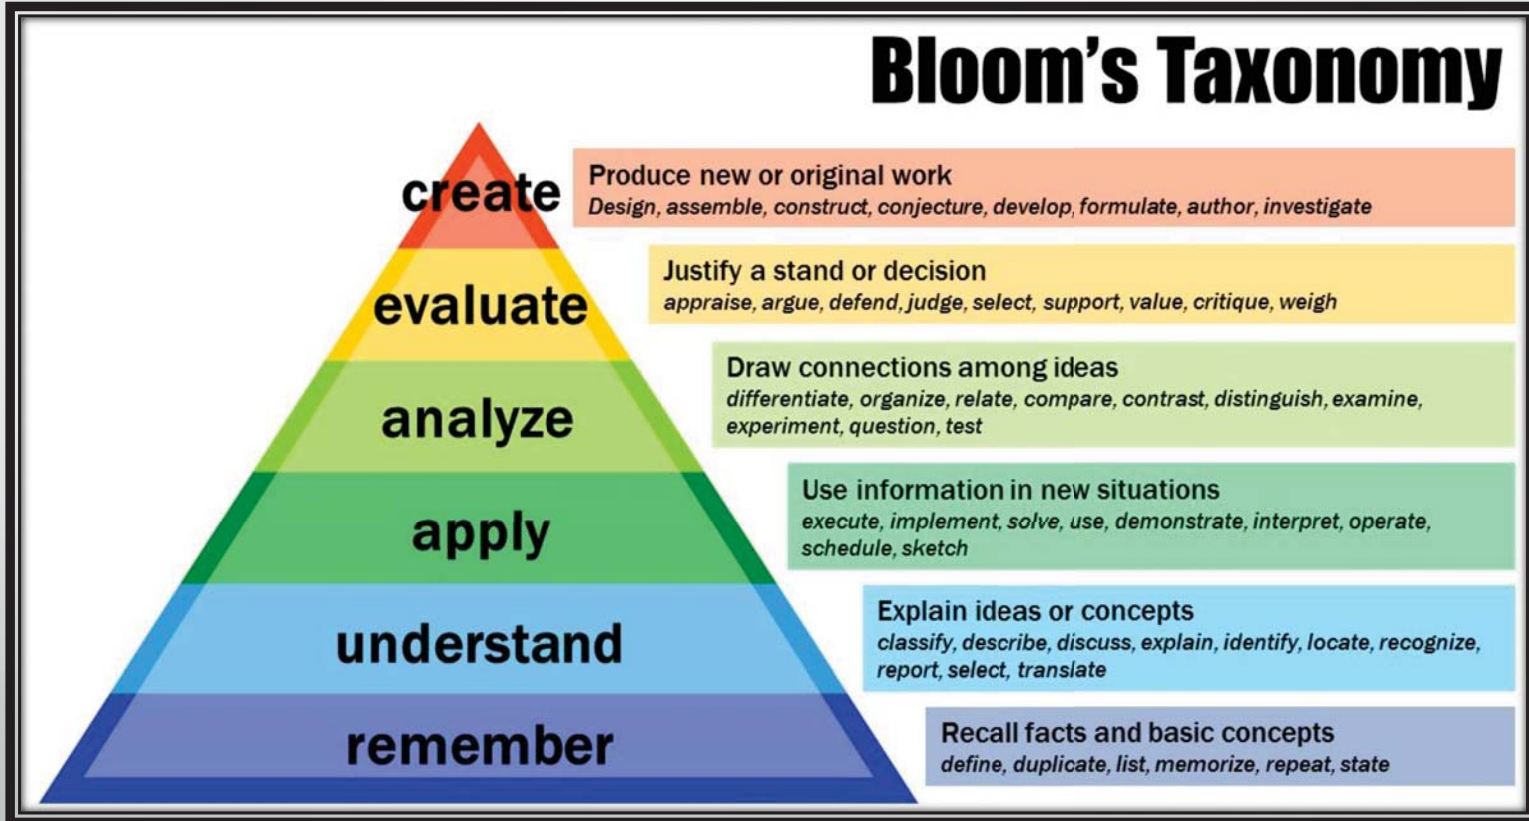 Bloom's Taxonomy
create
Produce new or original work
Design, assemble, construct, conjecture, develop, formulate, author, investigate
evaluate
Justify a stand or decision
appraise, argue, defend, judge, select, support, value, critique, weigh
analyze
Draw connections among ideas
differentiate, organize, relate, compare, contrast, distinguish, examine,
experiment, question, test
apply
Use information in new situations
execute, implement, solve, use, demonstrate, interpret, operate,
schedule, sketch
understand
Explain ideas or concepts
classify, describe, discuss, explain, identify, locate, recognize,
report, select, translate
remember
Recall facts and basic concepts
define, duplicate, list, memorize, repeat, state